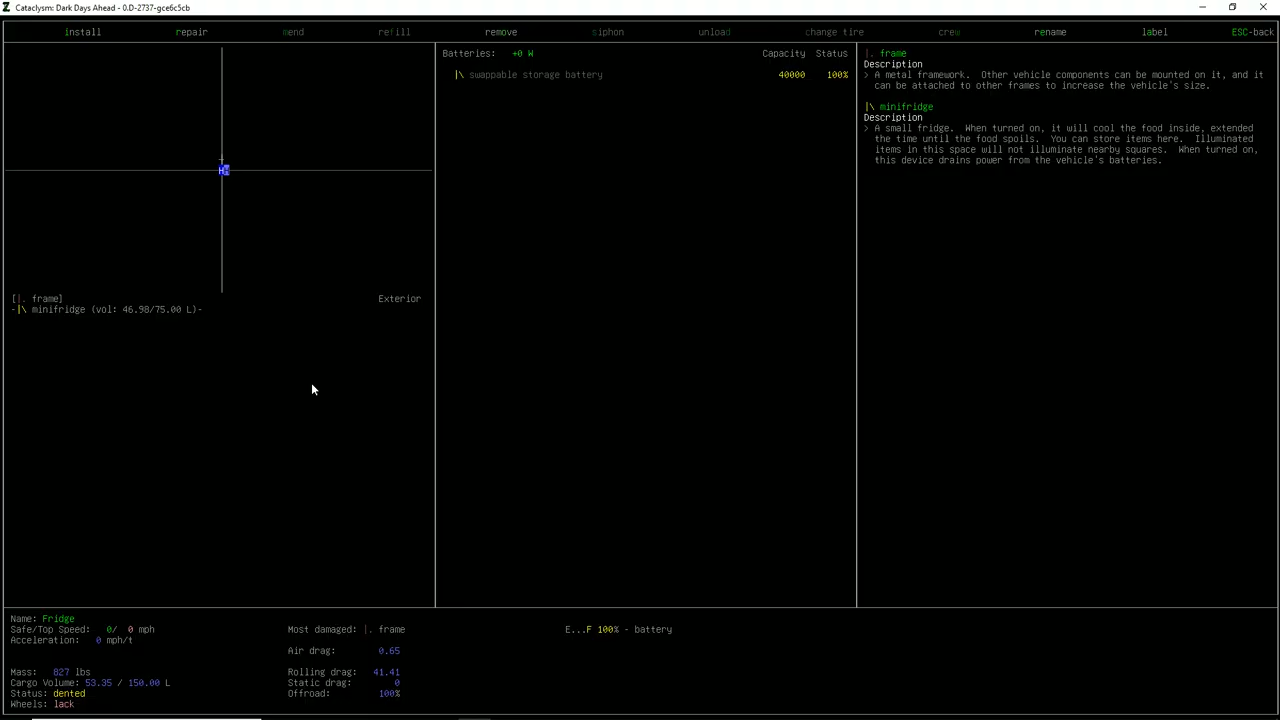 Cataclysm: Dark Days Ahead - 0.D-2737-gce6c5cb
install repair mend refill remove siphon unload change tire crew rename label ESC-back
Batteries: +0 W Capacity Status
|\ swappable storage battery 40000 100%
|. frame
Description
> A metal framework. Other vehicle components can be mounted on it, and it
can be attached to other frames to increase the vehicle's size.
|\ minifridge
Description
> A small fridge. When turned on, it will cool the food inside, extended
the time until the food spoils. You can store items here. Illuminated
items in this space will not illuminate nearby squares. When turned on,
this device drains power from the vehicle's batteries.
[|. frame] Exterior
-|\ minifridge (vol: 46.98/75.00 L)-
Name: Fridge
Safe/Top Speed: 0/ 0 mph
Acceleration: 0 mph/t
Mass: 827 lbs
Cargo Volume: 53.35 / 150.00 L
Status: dented
Wheels: lack
Most damaged: |. frame
Air drag: 0.65
Rolling drag: 41.41
Static drag: 0
Offroad: 100%
E...F 100% - battery